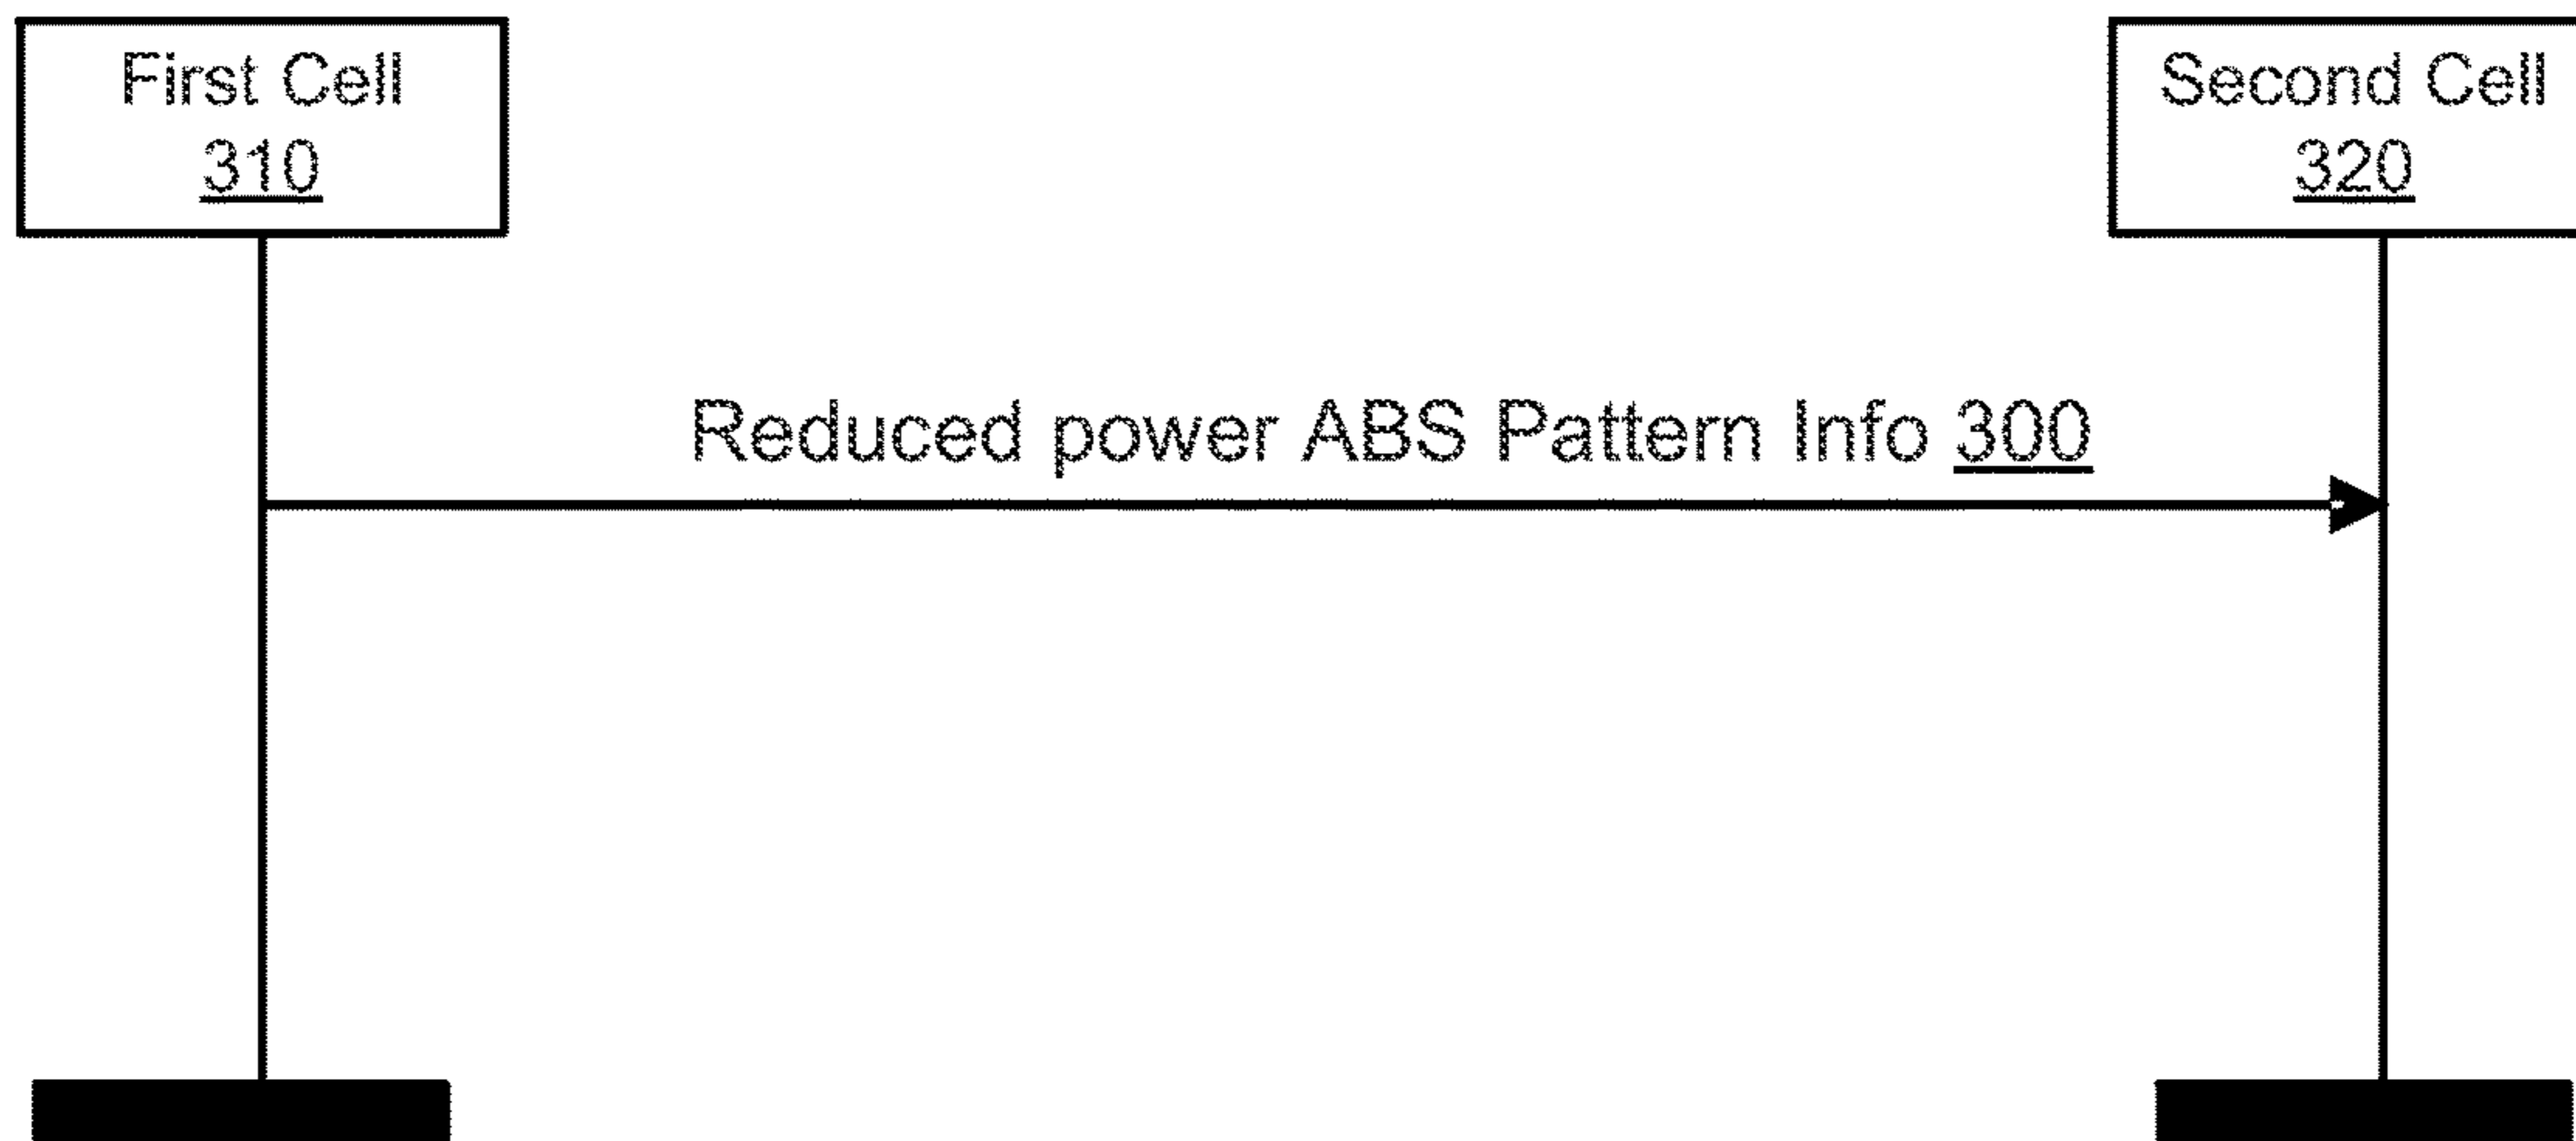 First Cell
310
Second Cell
320
Reduced power ABS Pattern Info 300